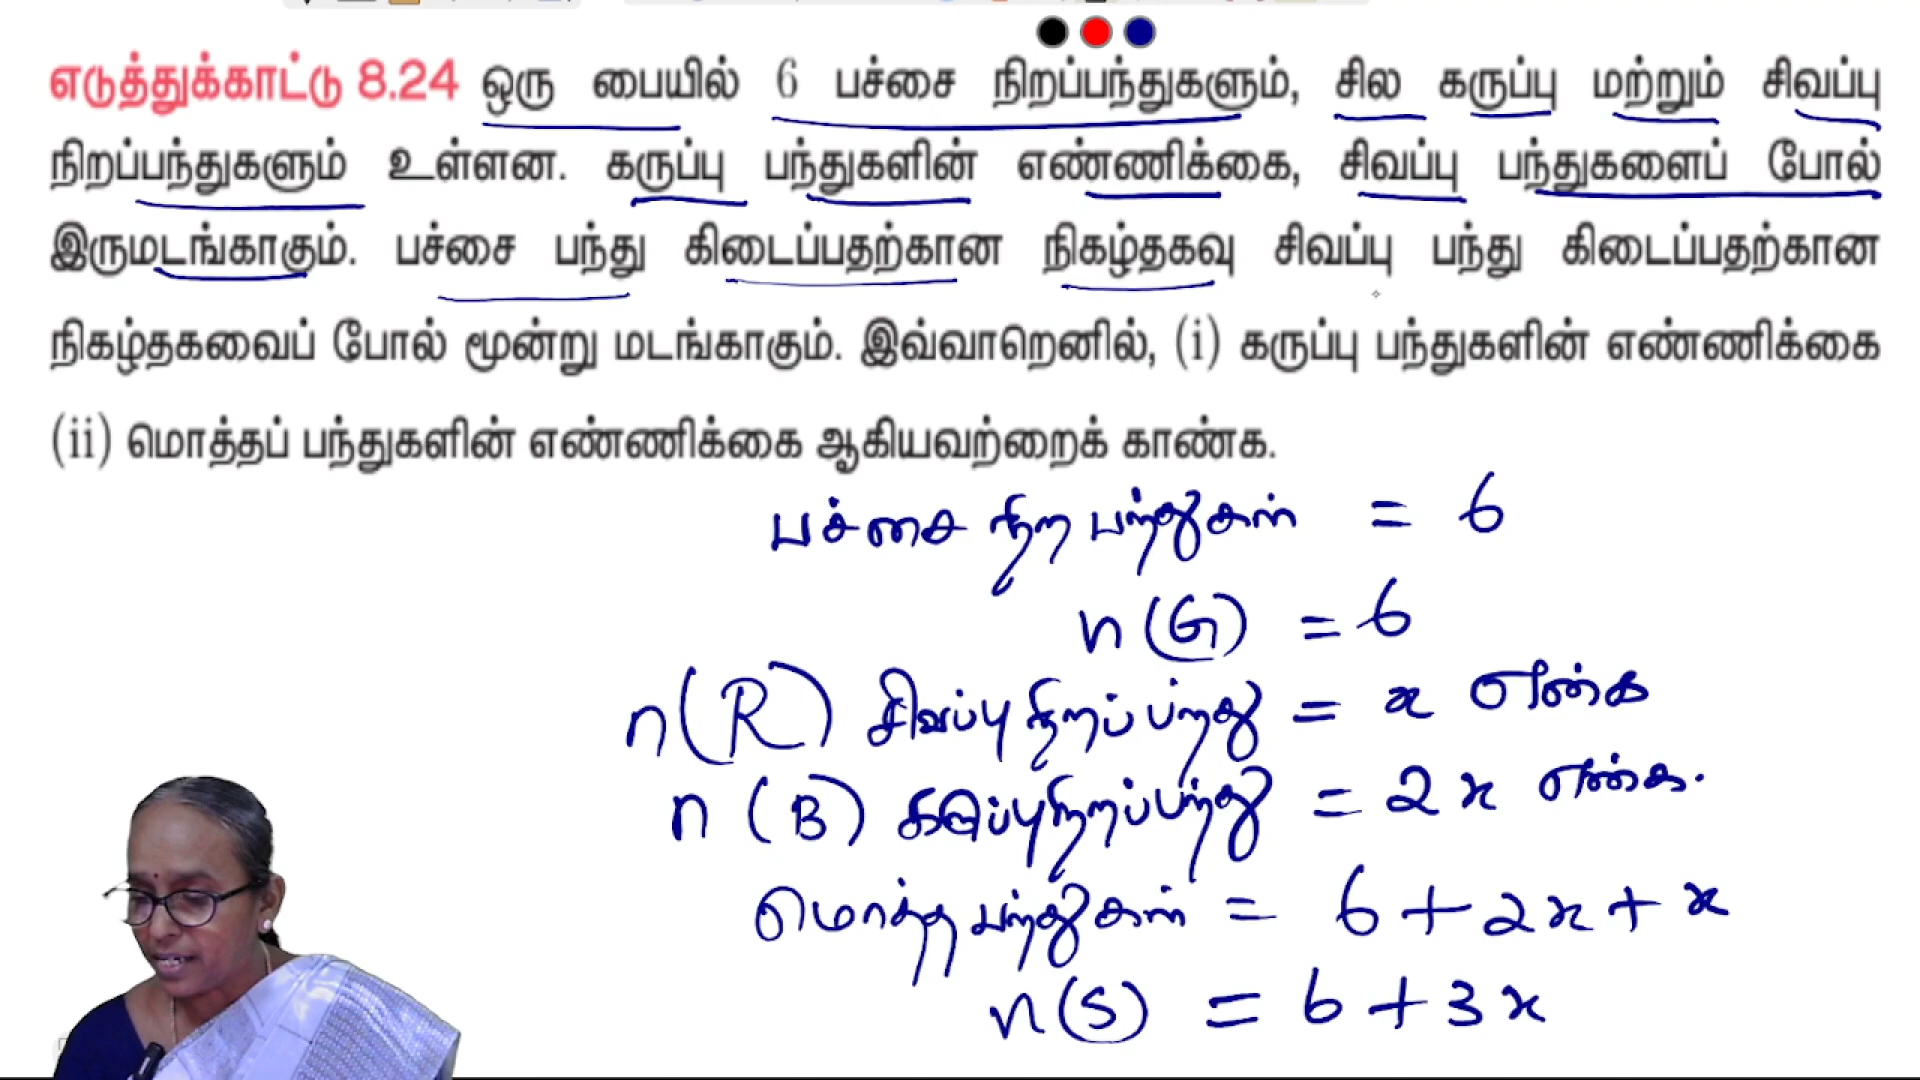 எடுத்துக்காட்டு 8.24 ஒரு பையில் 6 பச்சை நிறப்பந்துகளும், சில கருப்பு மற்றும் சிவப்பு
நிறப்பந்துகளும் உள்ளன. கருப்பு பந்துகளின் எண்ணிக்கை, சிவப்பு பந்துகளைப் போல்
இருமடங்காகும். பச்சை பந்து கிடைப்பதற்கான நிகழ்தகவு சிவப்பு பந்து கிடைப்பதற்கான
நிகழ்தகவைப் போல் மூன்று மடங்காகும். இவ்வாறெனில், (i) கருப்பு பந்துகளின் எண்ணிக்கை
(ii) மொத்தப் பந்துகளின் எண்ணிக்கை ஆகியவற்றைக் காண்க.
பச்சை நிற பந்துகள் = 6
n(G) = 6
n(R) சிவப்பு நிறப்பந்து = x என்க
n(B) கருப்பு நிறப்பந்து = 2x என்க.
மொத்த பந்துகள் = 6 + 2x + x
n(S) = 6 + 3x